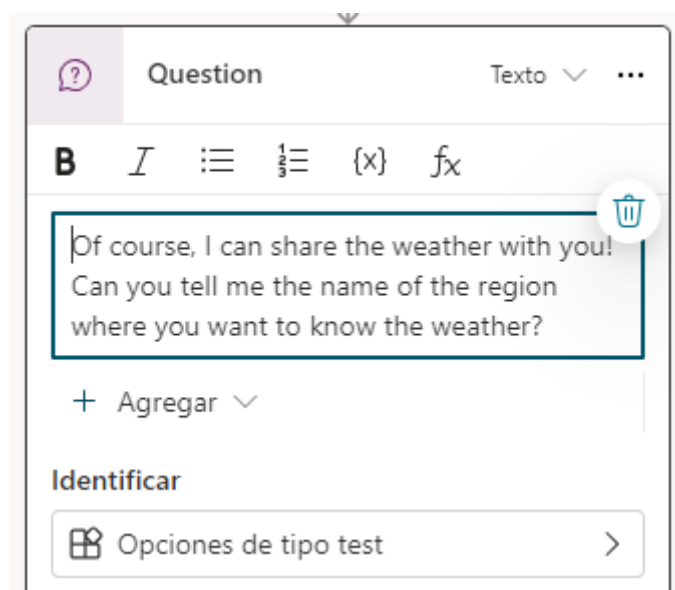 Question Texto
B I {x} fx
Of course, I can share the weather with you!
Can you tell me the name of the region
where you want to know the weather?
+ Agregar
Identificar
Opciones de tipo test